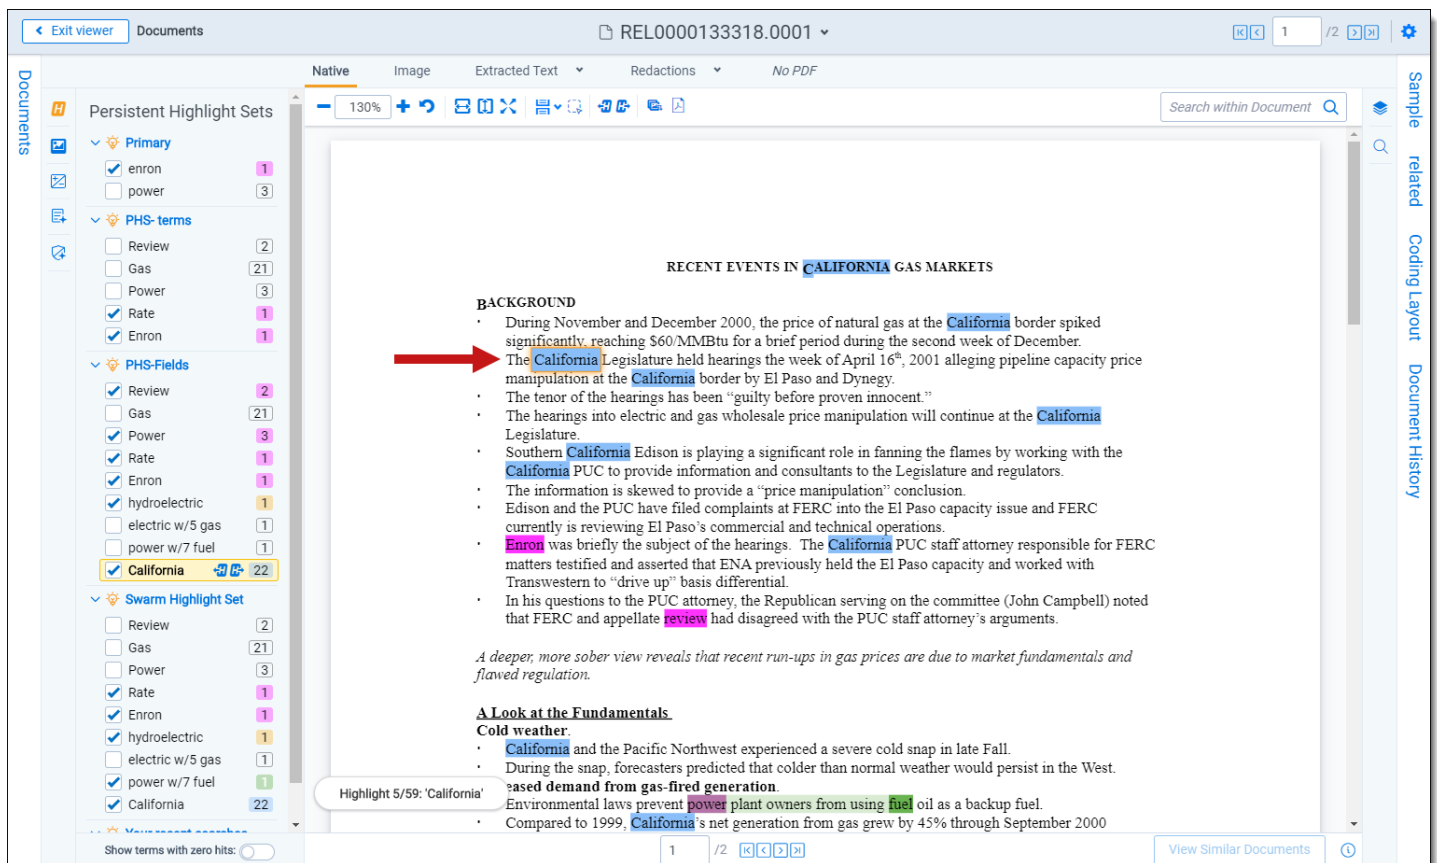 Exit viewer
Documents
REL0000133318.0001
1
/2
Documents
Native
Image
Extracted Text
Redactions
No PDF
130%
Search within Document
Persistent Highlight Sets
Primary
enron 1
power 3
PHS- terms
Review 2
Gas 21
Power 3
Rate 1
Enron 1
PHS-Fields
Review 2
Gas 21
Power 3
Rate 1
Enron 1
hydroelectric 1
electric w/5 gas 1
power w/7 fuel 1
California 22
Swarm Highlight Set
Review 2
Gas 21
Power 3
Rate 1
Enron 1
hydroelectric 1
electric w/5 gas 1
power w/7 fuel 1
California 22
Your recent searches
Show terms with zero hits:
RECENT EVENTS IN CALIFORNIA GAS MARKETS
BACKGROUND
· During November and December 2000, the price of natural gas at the California border spiked
significantly, reaching $60/MMBtu for a brief period during the second week of December.
· The California Legislature held hearings the week of April 16th, 2001 alleging pipeline capacity price
manipulation at the California border by El Paso and Dynegy.
· The tenor of the hearings has been “guilty before proven innocent.”
· The hearings into electric and gas wholesale price manipulation will continue at the California
Legislature.
· Southern California Edison is playing a significant role in fanning the flames by working with the
California PUC to provide information and consultants to the Legislature and regulators.
· The information is skewed to provide a “price manipulation” conclusion.
· Edison and the PUC have filed complaints at FERC into the El Paso capacity issue and FERC
currently is reviewing El Paso’s commercial and technical operations.
· Enron was briefly the subject of the hearings. The California PUC staff attorney responsible for FERC
matters testified and asserted that ENA previously held the El Paso capacity and worked with
Transwestern to “drive up” basis differential.
· In his questions to the PUC attorney, the Republican serving on the committee (John Campbell) noted
that FERC and appellate review had disagreed with the PUC staff attorney’s arguments.
A deeper, more sober view reveals that recent run-ups in gas prices are due to market fundamentals and
flawed regulation.
A Look at the Fundamentals
Cold weather.
· California and the Pacific Northwest experienced a severe cold snap in late Fall.
· During the snap, forecasters predicted that colder than normal weather would persist in the West.
eased demand from gas-fired generation.
Environmental laws prevent power plant owners from using fuel oil as a backup fuel.
· Compared to 1999, California’s net generation from gas grew by 45% through September 2000
Highlight 5/59: 'California'
1
/2
View Similar Documents
Sample
related
Coding Layout
Document History